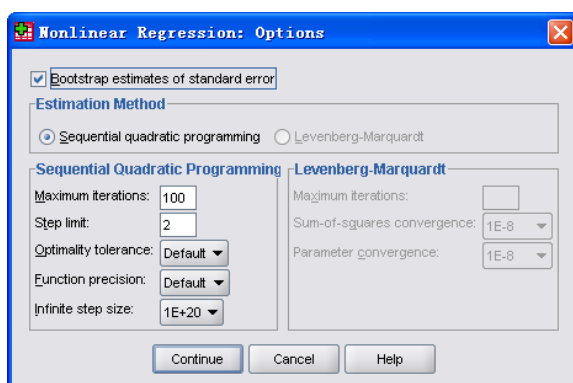 Nonlinear Regression: Options
Bootstrap estimates of standard error
Estimation Method
Sequential quadratic programming Levenberg-Marquardt
Sequential Quadratic Programming
Maximum iterations: 100
Step limit: 2
Optimality tolerance: Default
Function precision: Default
Infinite step size: 1E+20
Levenberg-Marquardt
Maximum iterations:
Sum-of-squares convergence: 1E-8
Parameter convergence: 1E-8
Continue Cancel Help